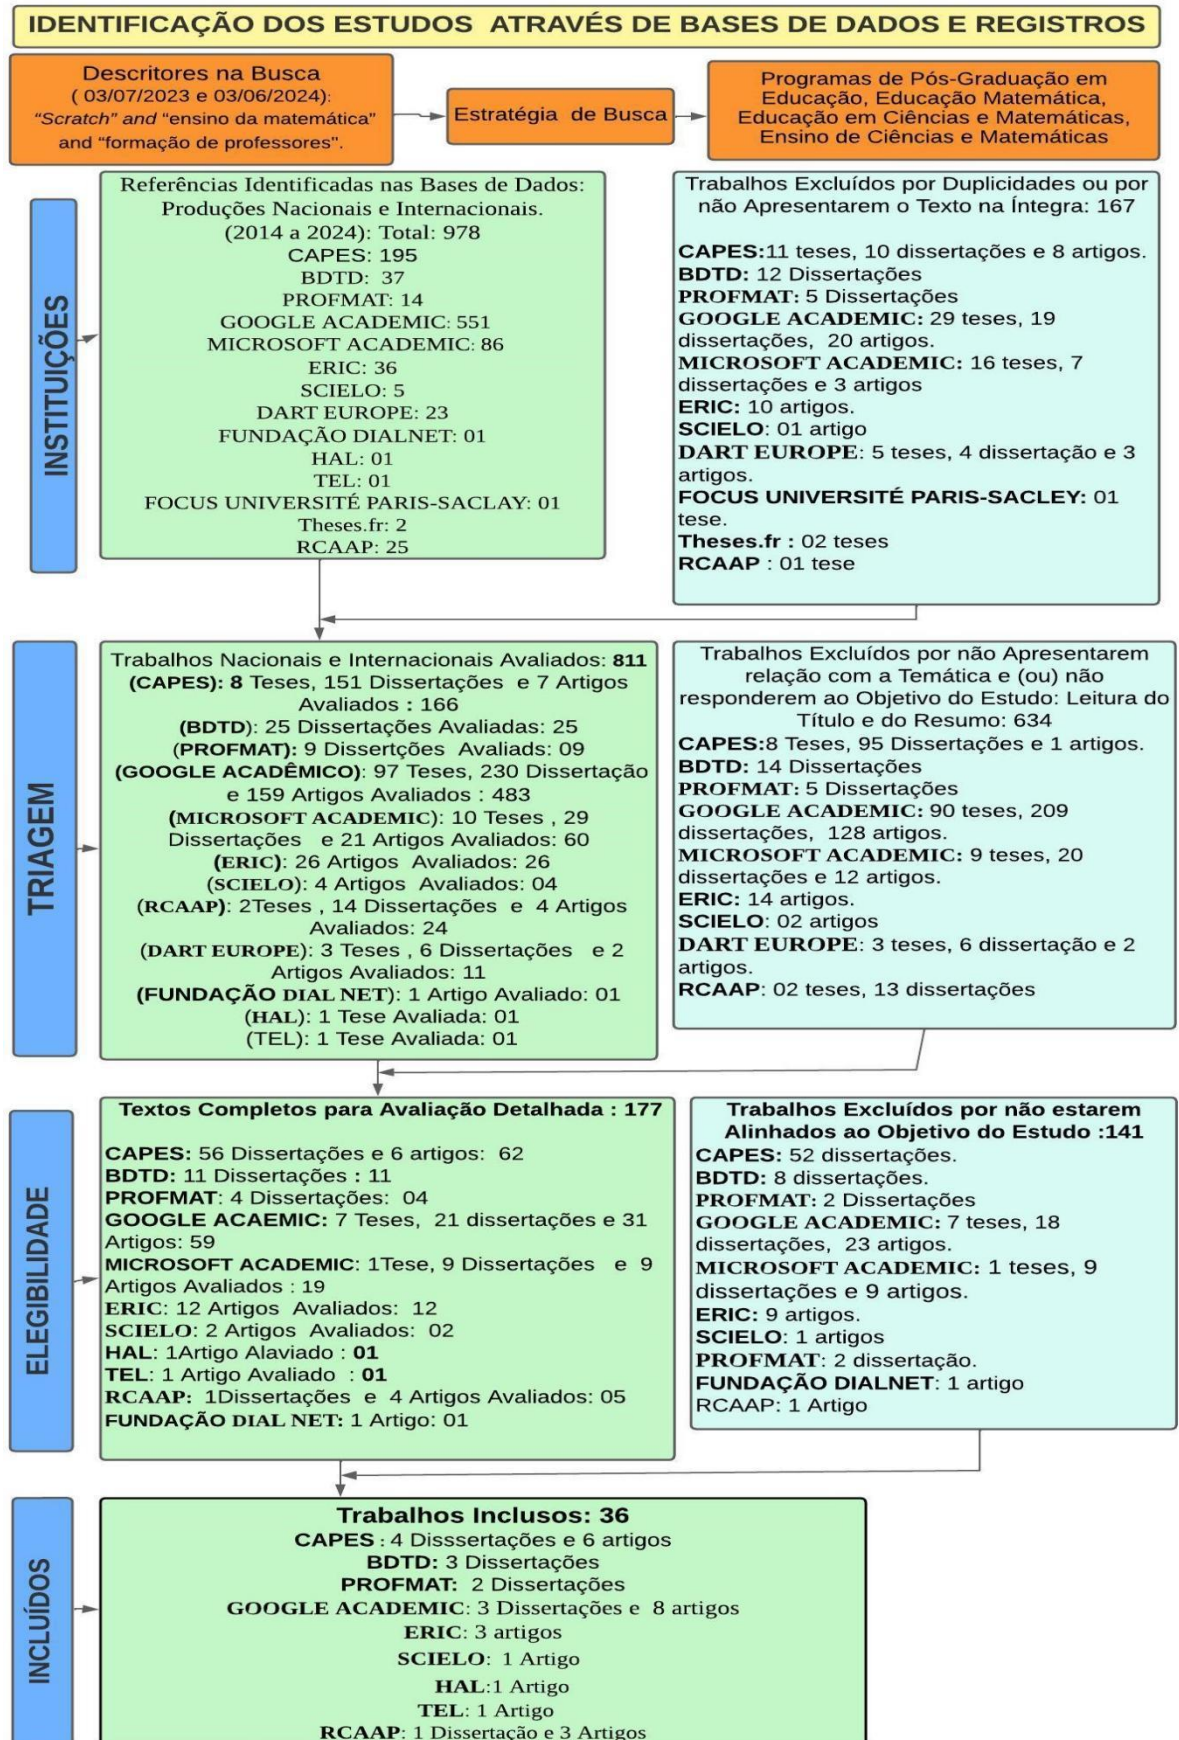 IDENTIFICAÇÃO DOS ESTUDOS ATRAVÉS DE BASES DE DADOS E REGISTROS
Descritores na Busca
( 03/07/2023 e 03/06/2024):
“Scratch” and “ensino da matemática”
and “formação de professores”.
Estratégia de Busca
Programas de Pós-Graduação em
Educação, Educação Matemática,
Educação em Ciências e Matemáticas,
Ensino de Ciências e Matemáticas
INSTITUIÇÕES
Referências Identificadas nas Bases de Dados:
Produções Nacionais e Internacionais.
(2014 a 2024): Total: 978
CAPES: 195
BDTD: 37
PROFMAT: 14
GOOGLE ACADEMIC: 551
MICROSOFT ACADEMIC: 86
ERIC: 36
SCIELO: 5
DART EUROPE: 23
FUNDAÇÃO DIALNET: 01
HAL: 01
TEL: 01
FOCUS UNIVERSITÉ PARIS-SACLAY: 01
Theses.fr: 2
RCAAP: 25
Trabalhos Excluídos por Duplicidades ou por
não Apresentarem o Texto na Íntegra: 167
CAPES:11 teses, 10 dissertações e 8 artigos.
BDTD: 12 Dissertações
PROFMAT: 5 Dissertações
GOOGLE ACADEMIC: 29 teses, 19
dissertações, 20 artigos.
MICROSOFT ACADEMIC: 16 teses, 7
dissertações e 3 artigos
ERIC: 10 artigos.
SCIELO: 01 artigo
DART EUROPE: 5 teses, 4 dissertação e 3
artigos.
FOCUS UNIVERSITÉ PARIS-SACLEY: 01
tese.
Theses.fr : 02 teses
RCAAP : 01 tese
TRIAGEM
Trabalhos Nacionais e Internacionais Avaliados: 811
(CAPES): 8 Teses, 151 Dissertações e 7 Artigos
Avaliados : 166
(BDTD): 25 Dissertações Avaliadas: 25
(PROFMAT): 9 Dissertções Avaliads: 09
(GOOGLE ACADÊMICO): 97 Teses, 230 Dissertação
e 159 Artigos Avaliados : 483
(MICROSOFT ACADEMIC): 10 Teses , 29
Dissertações e 21 Artigos Avaliados: 60
(ERIC): 26 Artigos Avaliados: 26
(SCIELO): 4 Artigos Avaliados: 04
(RCAAP): 2Teses , 14 Dissertações e 4 Artigos
Avaliados: 24
(DART EUROPE): 3 Teses , 6 Dissertações e 2
Artigos Avaliados: 11
(FUNDAÇÃO DIAL NET): 1 Artigo Avaliado: 01
(HAL): 1 Tese Avaliada: 01
(TEL): 1 Tese Avaliada: 01
Trabalhos Excluídos por não Apresentarem
relação com a Temática e (ou) não
responderem ao Objetivo do Estudo: Leitura do
Título e do Resumo: 634
CAPES:8 Teses, 95 Dissertações e 1 artigos.
BDTD: 14 Dissertações
PROFMAT: 5 Dissertações
GOOGLE ACADEMIC: 90 teses, 209
dissertações, 128 artigos.
MICROSOFT ACADEMIC: 9 teses, 20
dissertações e 12 artigos.
ERIC: 14 artigos.
SCIELO: 02 artigos
DART EUROPE: 3 teses, 6 dissertação e 2
artigos.
RCAAP: 02 teses, 13 dissertações
ELEGIBILIDADE
Textos Completos para Avaliação Detalhada : 177
CAPES: 56 Dissertações e 6 artigos: 62
BDTD: 11 Dissertações : 11
PROFMAT: 4 Dissertações: 04
GOOGLE ACAEMIC: 7 Teses, 21 dissertações e 31
Artigos: 59
MICROSOFT ACADEMIC: 1Tese, 9 Dissertações e 9
Artigos Avaliados : 19
ERIC: 12 Artigos Avaliados: 12
SCIELO: 2 Artigos Avaliados: 02
HAL: 1Artigo Alaviado : 01
TEL: 1 Artigo Avaliado : 01
RCAAP: 1Dissertações e 4 Artigos Avaliados: 05
FUNDAÇÃO DIAL NET: 1 Artigo: 01
Trabalhos Excluídos por não estarem
Alinhados ao Objetivo do Estudo :141
CAPES: 52 dissertações.
BDTD: 8 dissertações.
PROFMAT: 2 Dissertações
GOOGLE ACADEMIC: 7 teses, 18
dissertações, 23 artigos.
MICROSOFT ACADEMIC: 1 teses, 9
dissertações e 9 artigos.
ERIC: 9 artigos.
SCIELO: 1 artigos
PROFMAT: 2 dissertação.
FUNDAÇÃO DIALNET: 1 artigo
RCAAP: 1 Artigo
INCLUÍDOS
Trabalhos Inclusos: 36
CAPES : 4 Disssertações e 6 artigos
BDTD: 3 Dissertações
PROFMAT: 2 Dissertações
GOOGLE ACADEMIC: 3 Dissertações e 8 artigos
ERIC: 3 artigos
SCIELO: 1 Artigo
HAL:1 Artigo
TEL: 1 Artigo
RCAAP: 1 Dissertação e 3 Artigos